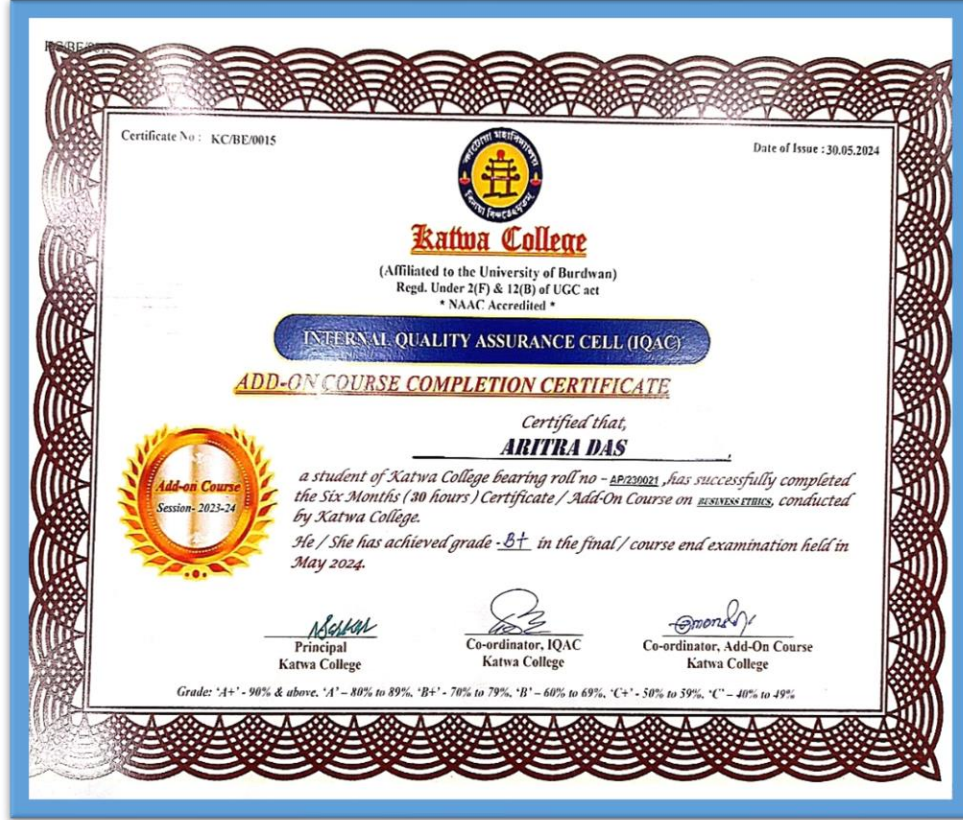 Certificate No : KC/BE/0015
Date of Issue : 30.05.2024
কাটোয়া মহাবিদ্যালয়
Katwa College
(Affiliated to the University of Burdwan)
Regd. Under 2(F) & 12(B) of UGC act
* NAAC Accredited *
INTERNAL QUALITY ASSURANCE CELL (IQAC)
ADD-ON COURSE COMPLETION CERTIFICATE
Certified that,
ARITRA DAS,
a student of Katwa College bearing roll no - AP/230021 ,has successfully completed
the Six Months (30 hours) Certificate / Add-On Course on BUSINESS ETHICS, conducted
by Katwa College.
He / She has achieved grade - B+ in the final / course end examination held in
May 2024.
Add-on Course
Session- 2023-24
Principal
Katwa College
Co-ordinator, IQAC
Katwa College
Co-ordinator, Add-On Course
Katwa College
Grade: 'A+' - 90% & above, 'A' – 80% to 89%, 'B+' - 70% to 79%, 'B' – 60% to 69%, 'C+' - 50% to 59%, 'C' – 40% to 49%